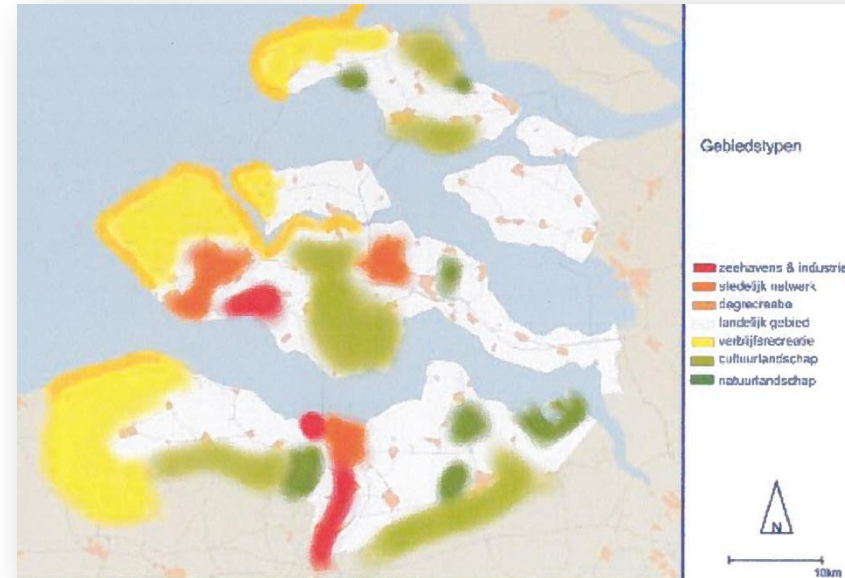 Gebiedstypen
zeehavens & industrie
stedelijk netwerk
dagrecreatie
landelijk gebied
verblijfsrecreatie
cultuurlandschap
natuurlandschap
N
10km